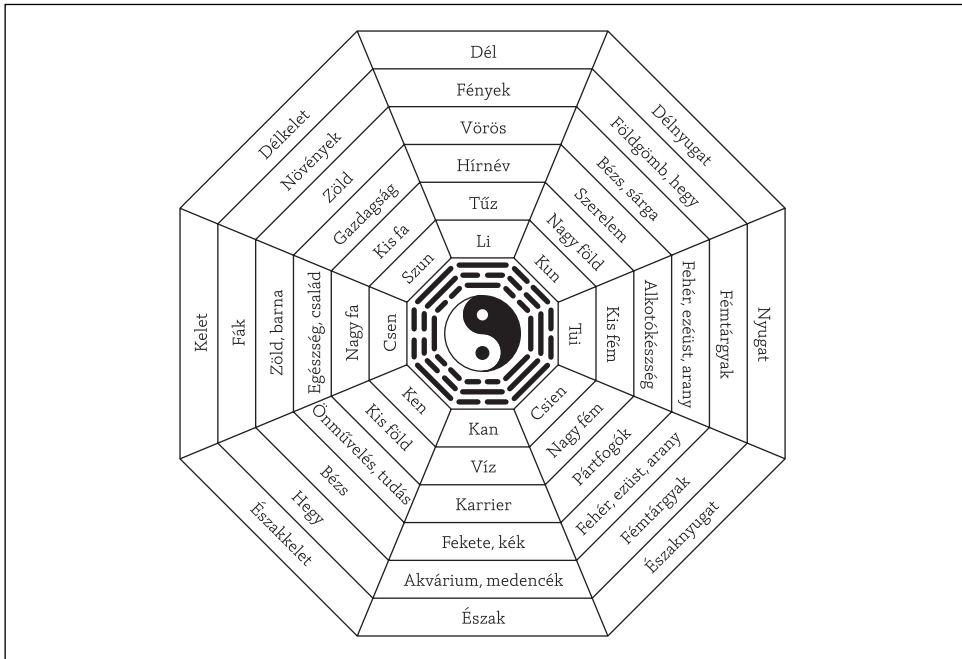 Dél
Fények
Vörös
Hírnév
Tűz
Li
Délnyugat
Földgömb, hegy
Bézs, sárga
Szerelem
Nagy föld
Kun
Nyugat
Fémtárgyak
Fehér, ezéüst, arany
Alkotókészség
Kis fém
Tui
Északnyugat
Fémtárgyak
Fehér, ezüst, arany
Pártfogók
Nagy fém
Csien
Kan
Víz
Karrier
Fekete, kék
Akvárium, medencék
Észak
Északkelet
Hegy
Bézs
Önművelés, tudás
Kis föld
Ken
Kelet
Fák
Zöld, barna
Egészség, család
Nagy fa
Csen
Délkelet
Növények
Zöld
Gazdagság
Kis fa
Szun